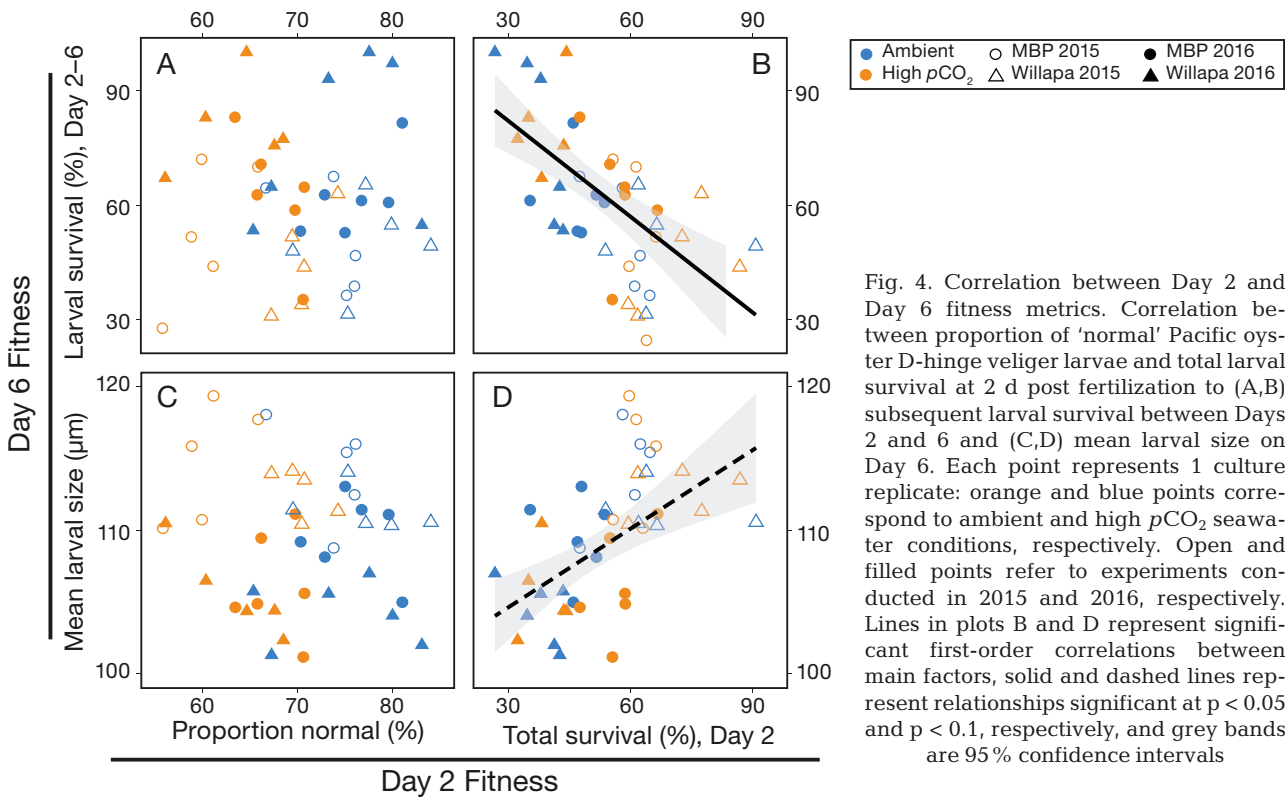 60 70 80 30 60 90
A
B
Ambient MBP 2015 MBP 2016
High pCO2 Willapa 2015 Willapa 2016
90 90
60 60
30 30
Larval survival (%), Day 2–6
Day 6 Fitness
C
D
120 120
110 110
100 100
Mean larval size (µm)
60 70 80 30 60 90
Proportion normal (%) Total survival (%), Day 2
Day 2 Fitness
Fig. 4. Correlation between Day 2 and
Day 6 fitness metrics. Correlation be-
tween proportion of ‘normal’ Pacific oys-
ter D-hinge veliger larvae and total larval
survival at 2 d post fertilization to (A,B)
subsequent larval survival between Days
2 and 6 and (C,D) mean larval size on
Day 6. Each point represents 1 culture
replicate: orange and blue points corre-
spond to ambient and high pCO2 seawa-
ter conditions, respectively. Open and
filled points refer to experiments con-
ducted in 2015 and 2016, respectively.
Lines in plots B and D represent signifi-
cant first-order correlations between
main factors, solid and dashed lines rep-
resent relationships significant at p < 0.05
and p < 0.1, respectively, and grey bands
are 95% confidence intervals